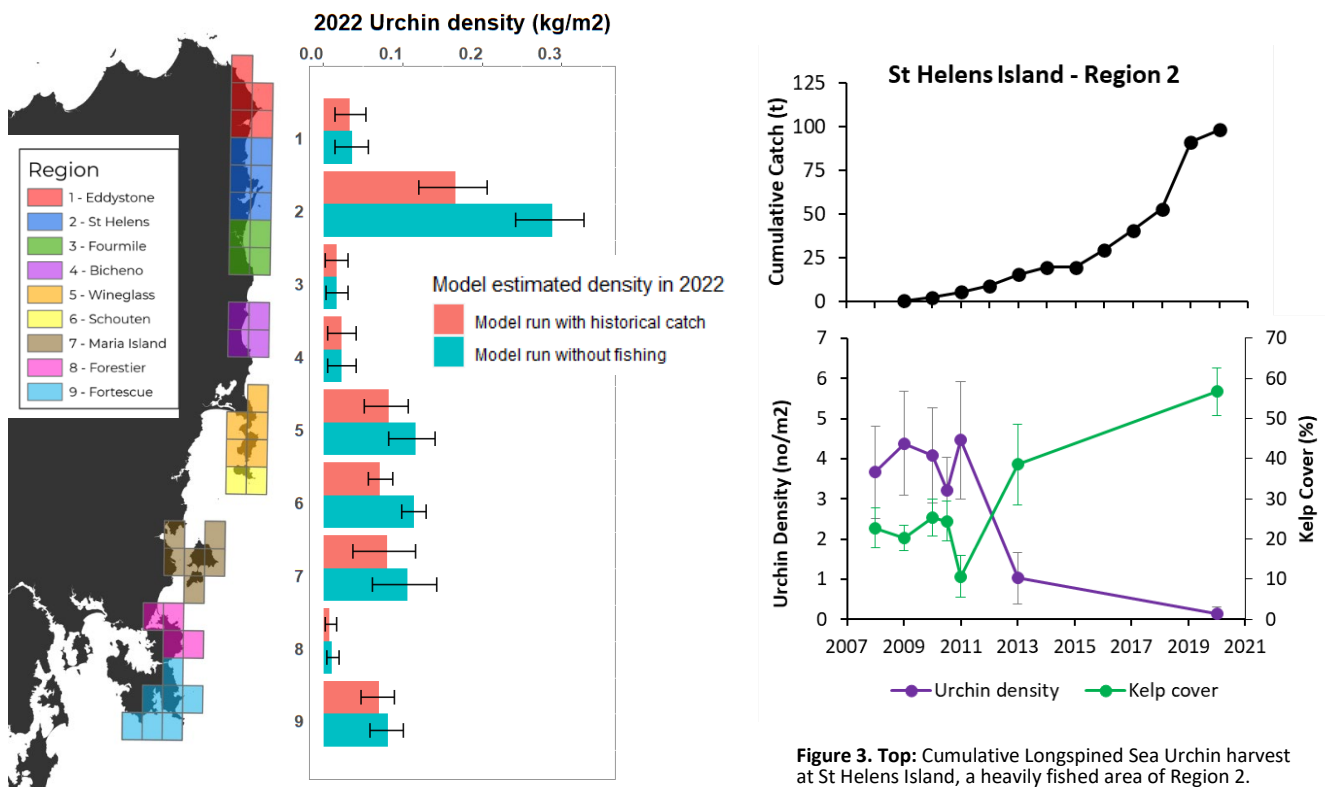 2022 Urchin density (kg/m2)
0.0 0.1 0.2 0.3
Region
1 - Eddystone
2 - St Helens
3 - Fourmile
4 - Bicheno
5 - Wineglass
6 - Schouten
7 - Maria Island
8 - Forestier
9 - Fortescue
1
2
3
4
5
6
7
8
9
Model estimated density in 2022
Model run with historical catch
Model run without fishing
St Helens Island - Region 2
Cumulative Catch (t)
125
100
75
50
25
0
Urchin Density (no/m2)
7
6
5
4
3
2
1
0
Kelp Cover (%)
70
60
50
40
30
20
10
0
2007 2009 2011 2013 2015 2017 2019 2021
Urchin density Kelp cover
Figure 3. Top: Cumulative Longspined Sea Urchin harvest
at St Helens Island, a heavily fished area of Region 2.